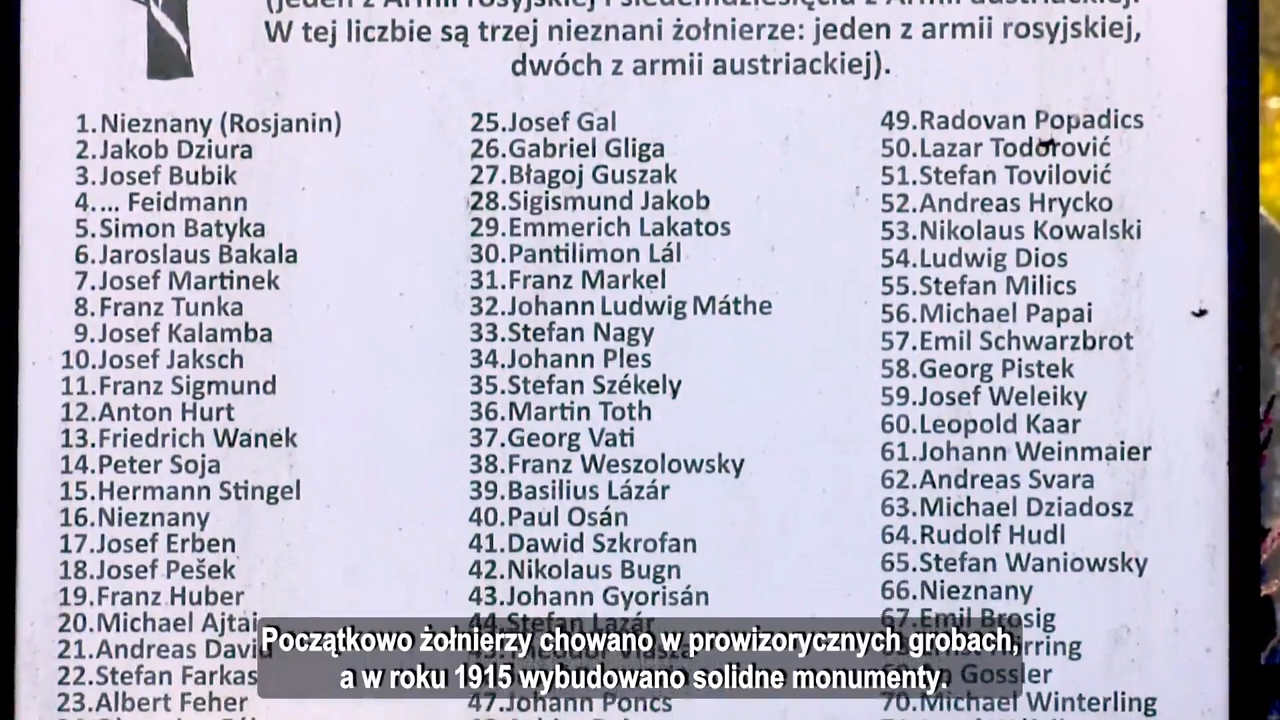 W tej liczbie są trzej nieznani żołnierze: jeden z armii rosyjskiej,
dwóch z armii austriackiej).
1.Nieznany (Rosjanin)
2.Jakob Dziura
3.Josef Bubik
4.... Feidmann
5.Simon Batyka
6.Jaroslaus Bakala
7.Josef Martinek
8.Franz Tunka
9.Josef Kalamba
10.Josef Jaksch
11.Franz Sigmund
12.Anton Hurt
13.Friedrich Wanek
14.Peter Soja
15.Hermann Stingel
16.Nieznany
17.Josef Erben
18.Josef Pešek
19.Franz Huber
20.Michael Ajtai
21.Andreas David
22.Stefan Farkas
23.Albert Feher
25.Josef Gal
26.Gabriel Gliga
27.Błagoj Guszak
28.Sigismund Jakob
29.Emmerich Lakatos
30.Pantilimon Lál
31.Franz Markel
32.Johann Ludwig Máthe
33.Stefan Nagy
34.Johann Ples
35.Stefan Székely
36.Martin Toth
37.Georg Vati
38.Franz Weszolowsky
39.Basilius Lázár
40.Paul Osán
41.Dawid Szkrofan
42.Nikolaus Bugn
43.Johann Gyorisán
44.Stefan Lazár
47.Johann Poncs
49.Radovan Popadics
50.Lazar Todorović
51.Stefan Tovilović
52.Andreas Hrycko
53.Nikolaus Kowalski
54.Ludwig Dios
55.Stefan Milics
56.Michael Papai
57.Emil Schwarzbrot
58.Georg Pistek
59.Josef Weleiky
60.Leopold Kaar
61.Johann Weinmaier
62.Andreas Svara
63.Michael Dziadosz
64.Rudolf Hudl
65.Stefan Waniowsky
66.Nieznany
67.Emil Brosig
Gossler
70.Michael Winterling
Początkowo żołnierzy chowano w prowizorycznych grobach,
a w roku 1915 wybudowano solidne monumenty.